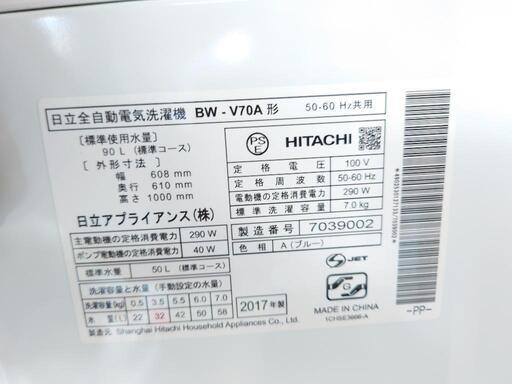 日立全自動電気洗濯機 BW-V70A 形 50-60 Hz共用
[標準使用水量]
90 L (標準コース)
[外形寸法]
幅 608 mm
奥行 610 mm
高さ 1000 mm
日立アプライアンス(株)
主電動機の定格消費電力 290 W
ポンプ電動機の定格消費電力 40 W
標準水量 50 L (標準コース)
洗濯容量と水量 (手動設定の水量)
洗濯容量(kg) 0.5 3.5 5.5 6.0 7.0
水量(L) 22 32 42 50 58
製造者: Shanghai Hitachi Household Appliances Co., Ltd.
PS
E
HITACHI
定格電圧 100 V
定格周波数 50-60 Hz
電動機の定格消費電力 290 W
標準洗濯容量 7.0 kg
製造番号 7039002
色相 A (ブルー)
JET
G
2017年製
MADE IN CHINA
1CHSE3666-A
-PP-